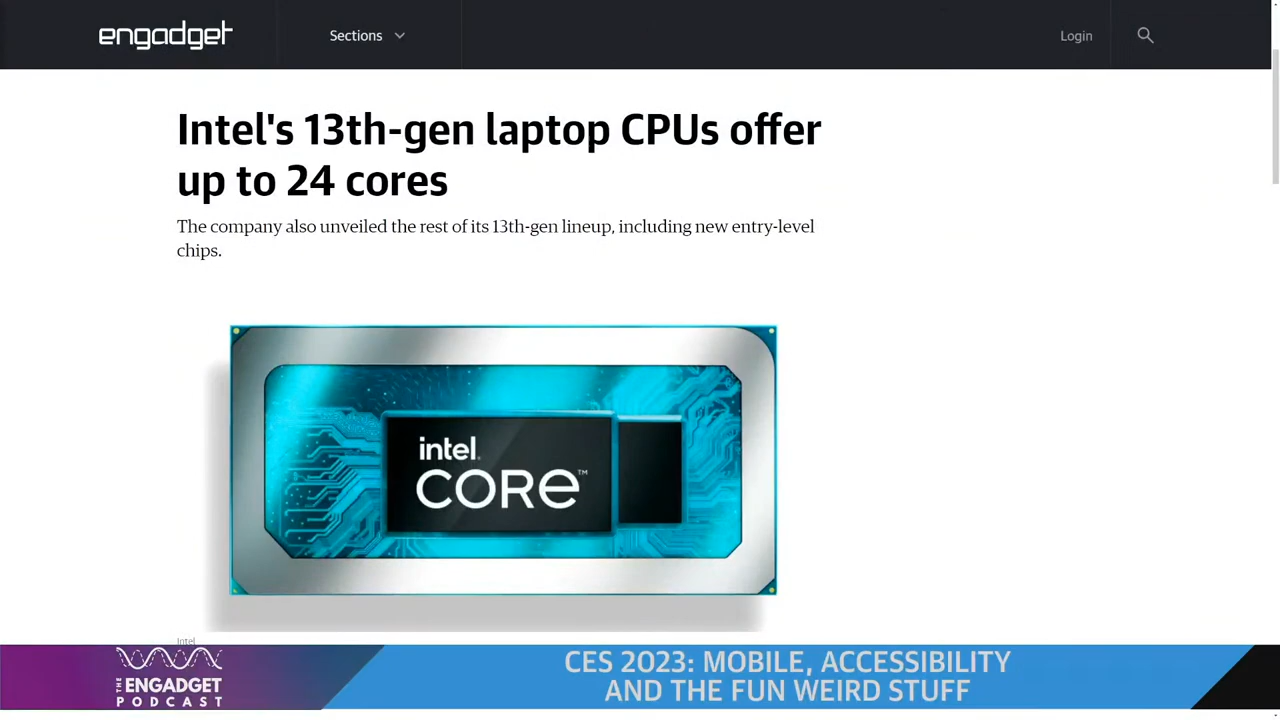 engadget
Sections
Login
Intel's 13th-gen laptop CPUs offer
up to 24 cores
The company also unveiled the rest of its 13th-gen lineup, including new entry-level
chips.
intel.
CORE™
Intel
THE
ENGADGET
PODCAST
CES 2023: MOBILE, ACCESSIBILITY
AND THE FUN WEIRD STUFF